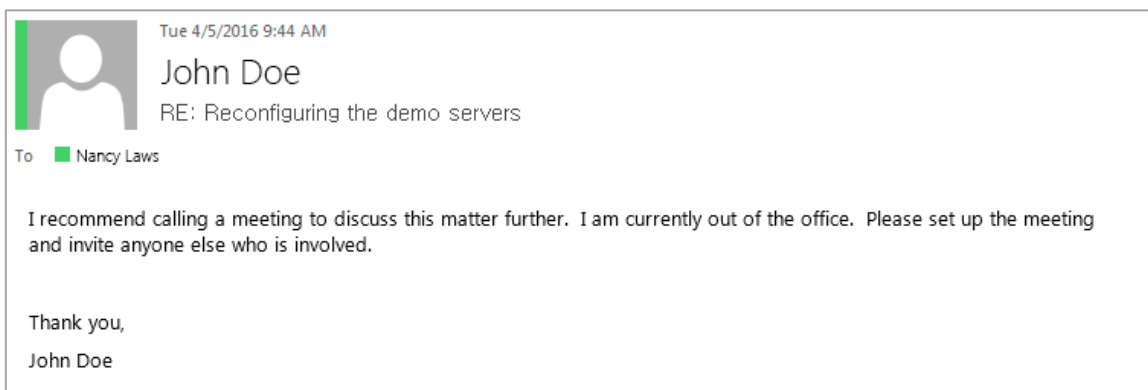 Tue 4/5/2016 9:44 AM
John Doe
RE: Reconfiguring the demo servers
To Nancy Laws
I recommend calling a meeting to discuss this matter further.  I am currently out of the office.  Please set up the meeting
and invite anyone else who is involved.
Thank you,
John Doe